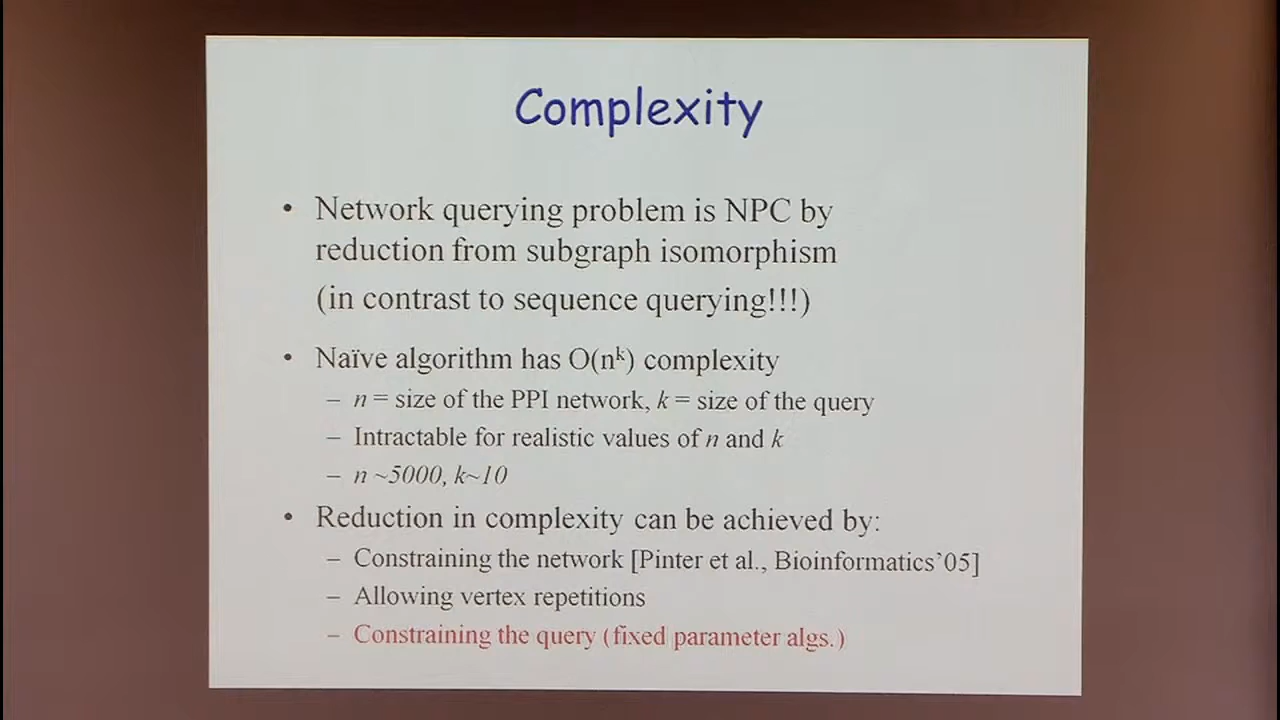 Complexity
• Network querying problem is NPC by
reduction from subgraph isomorphism
(in contrast to sequence querying!!!)
• Naïve algorithm has O(nᵏ) complexity
– n = size of the PPI network, k = size of the query
– Intractable for realistic values of n and k
– n ~5000, k~10
• Reduction in complexity can be achieved by:
– Constraining the network [Pinter et al., Bioinformatics`05]
– Allowing vertex repetitions
– Constraining the query (fixed parameter algs.)